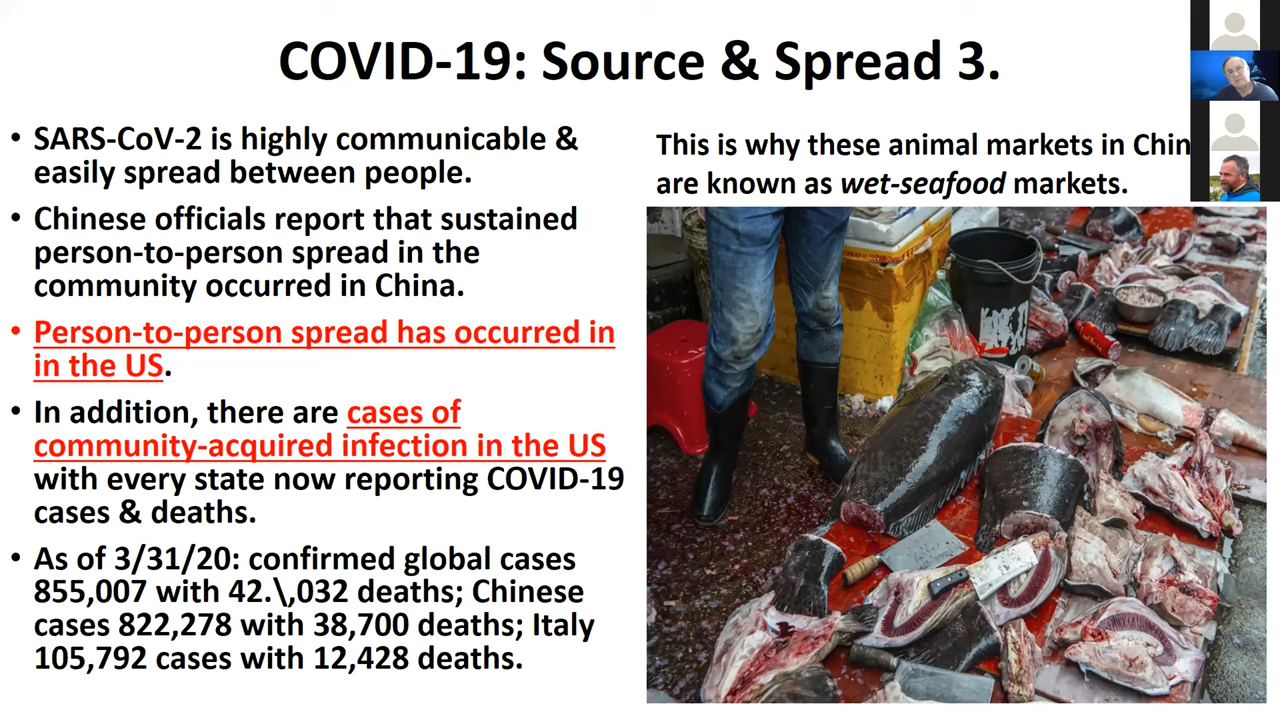 COVID-19: Source & Spread 3.
• SARS-CoV-2 is highly communicable &
easily spread between people.
• Chinese officials report that sustained
person-to-person spread in the
community occurred in China.
• Person-to-person spread has occurred in
in the US.
• In addition, there are cases of
community-acquired infection in the US
with every state now reporting COVID-19
cases & deaths.
• As of 3/31/20: confirmed global cases
855,007 with 42.\,032 deaths; Chinese
cases 822,278 with 38,700 deaths; Italy
105,792 cases with 12,428 deaths.
This is why these animal markets in Chin
are known as wet-seafood markets.